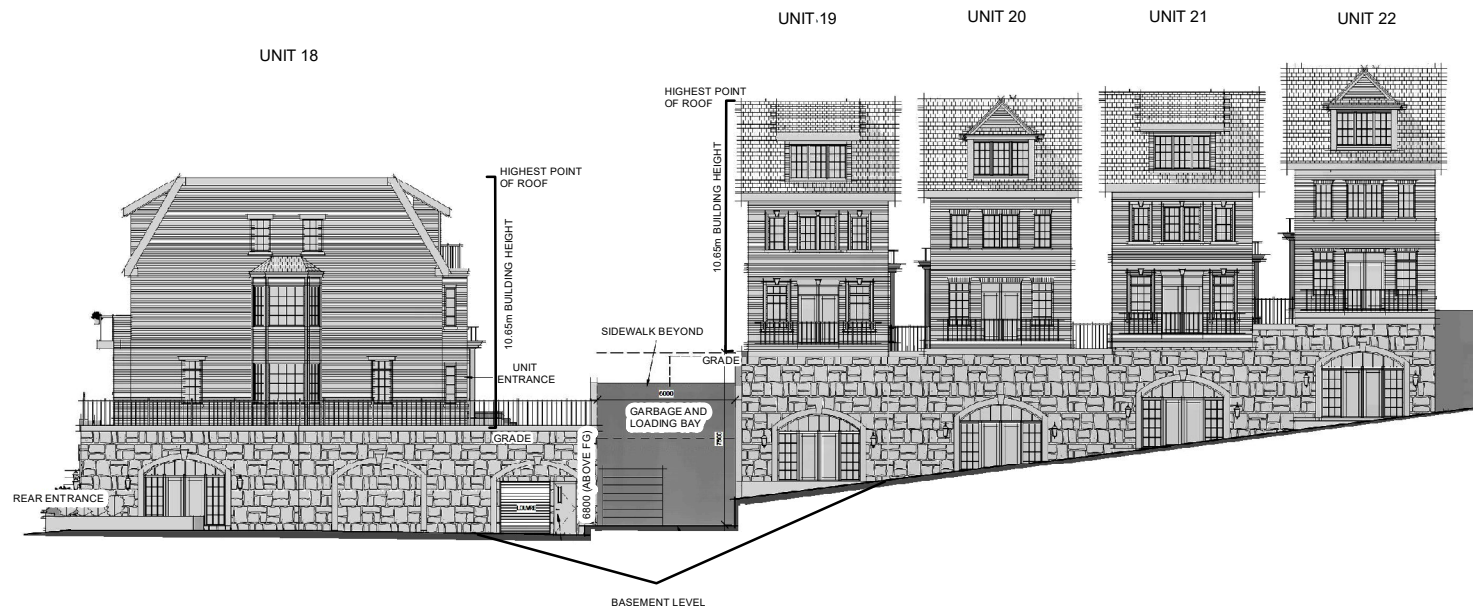 UNIT 18
UNIT 19
UNIT 20
UNIT 21
UNIT 22
HIGHEST POINT
OF ROOF
10.65m BUILDING HEIGHT
HIGHEST POINT
OF ROOF
10.65m BUILDING HEIGHT
SIDEWALK BEYOND
GRADE
UNIT
ENTRANCE
6000
GARBAGE AND
LOADING BAY
7500
GRADE
6800 (ABOVE FG)
REAR ENTRANCE
LOUVRE
BASEMENT LEVEL